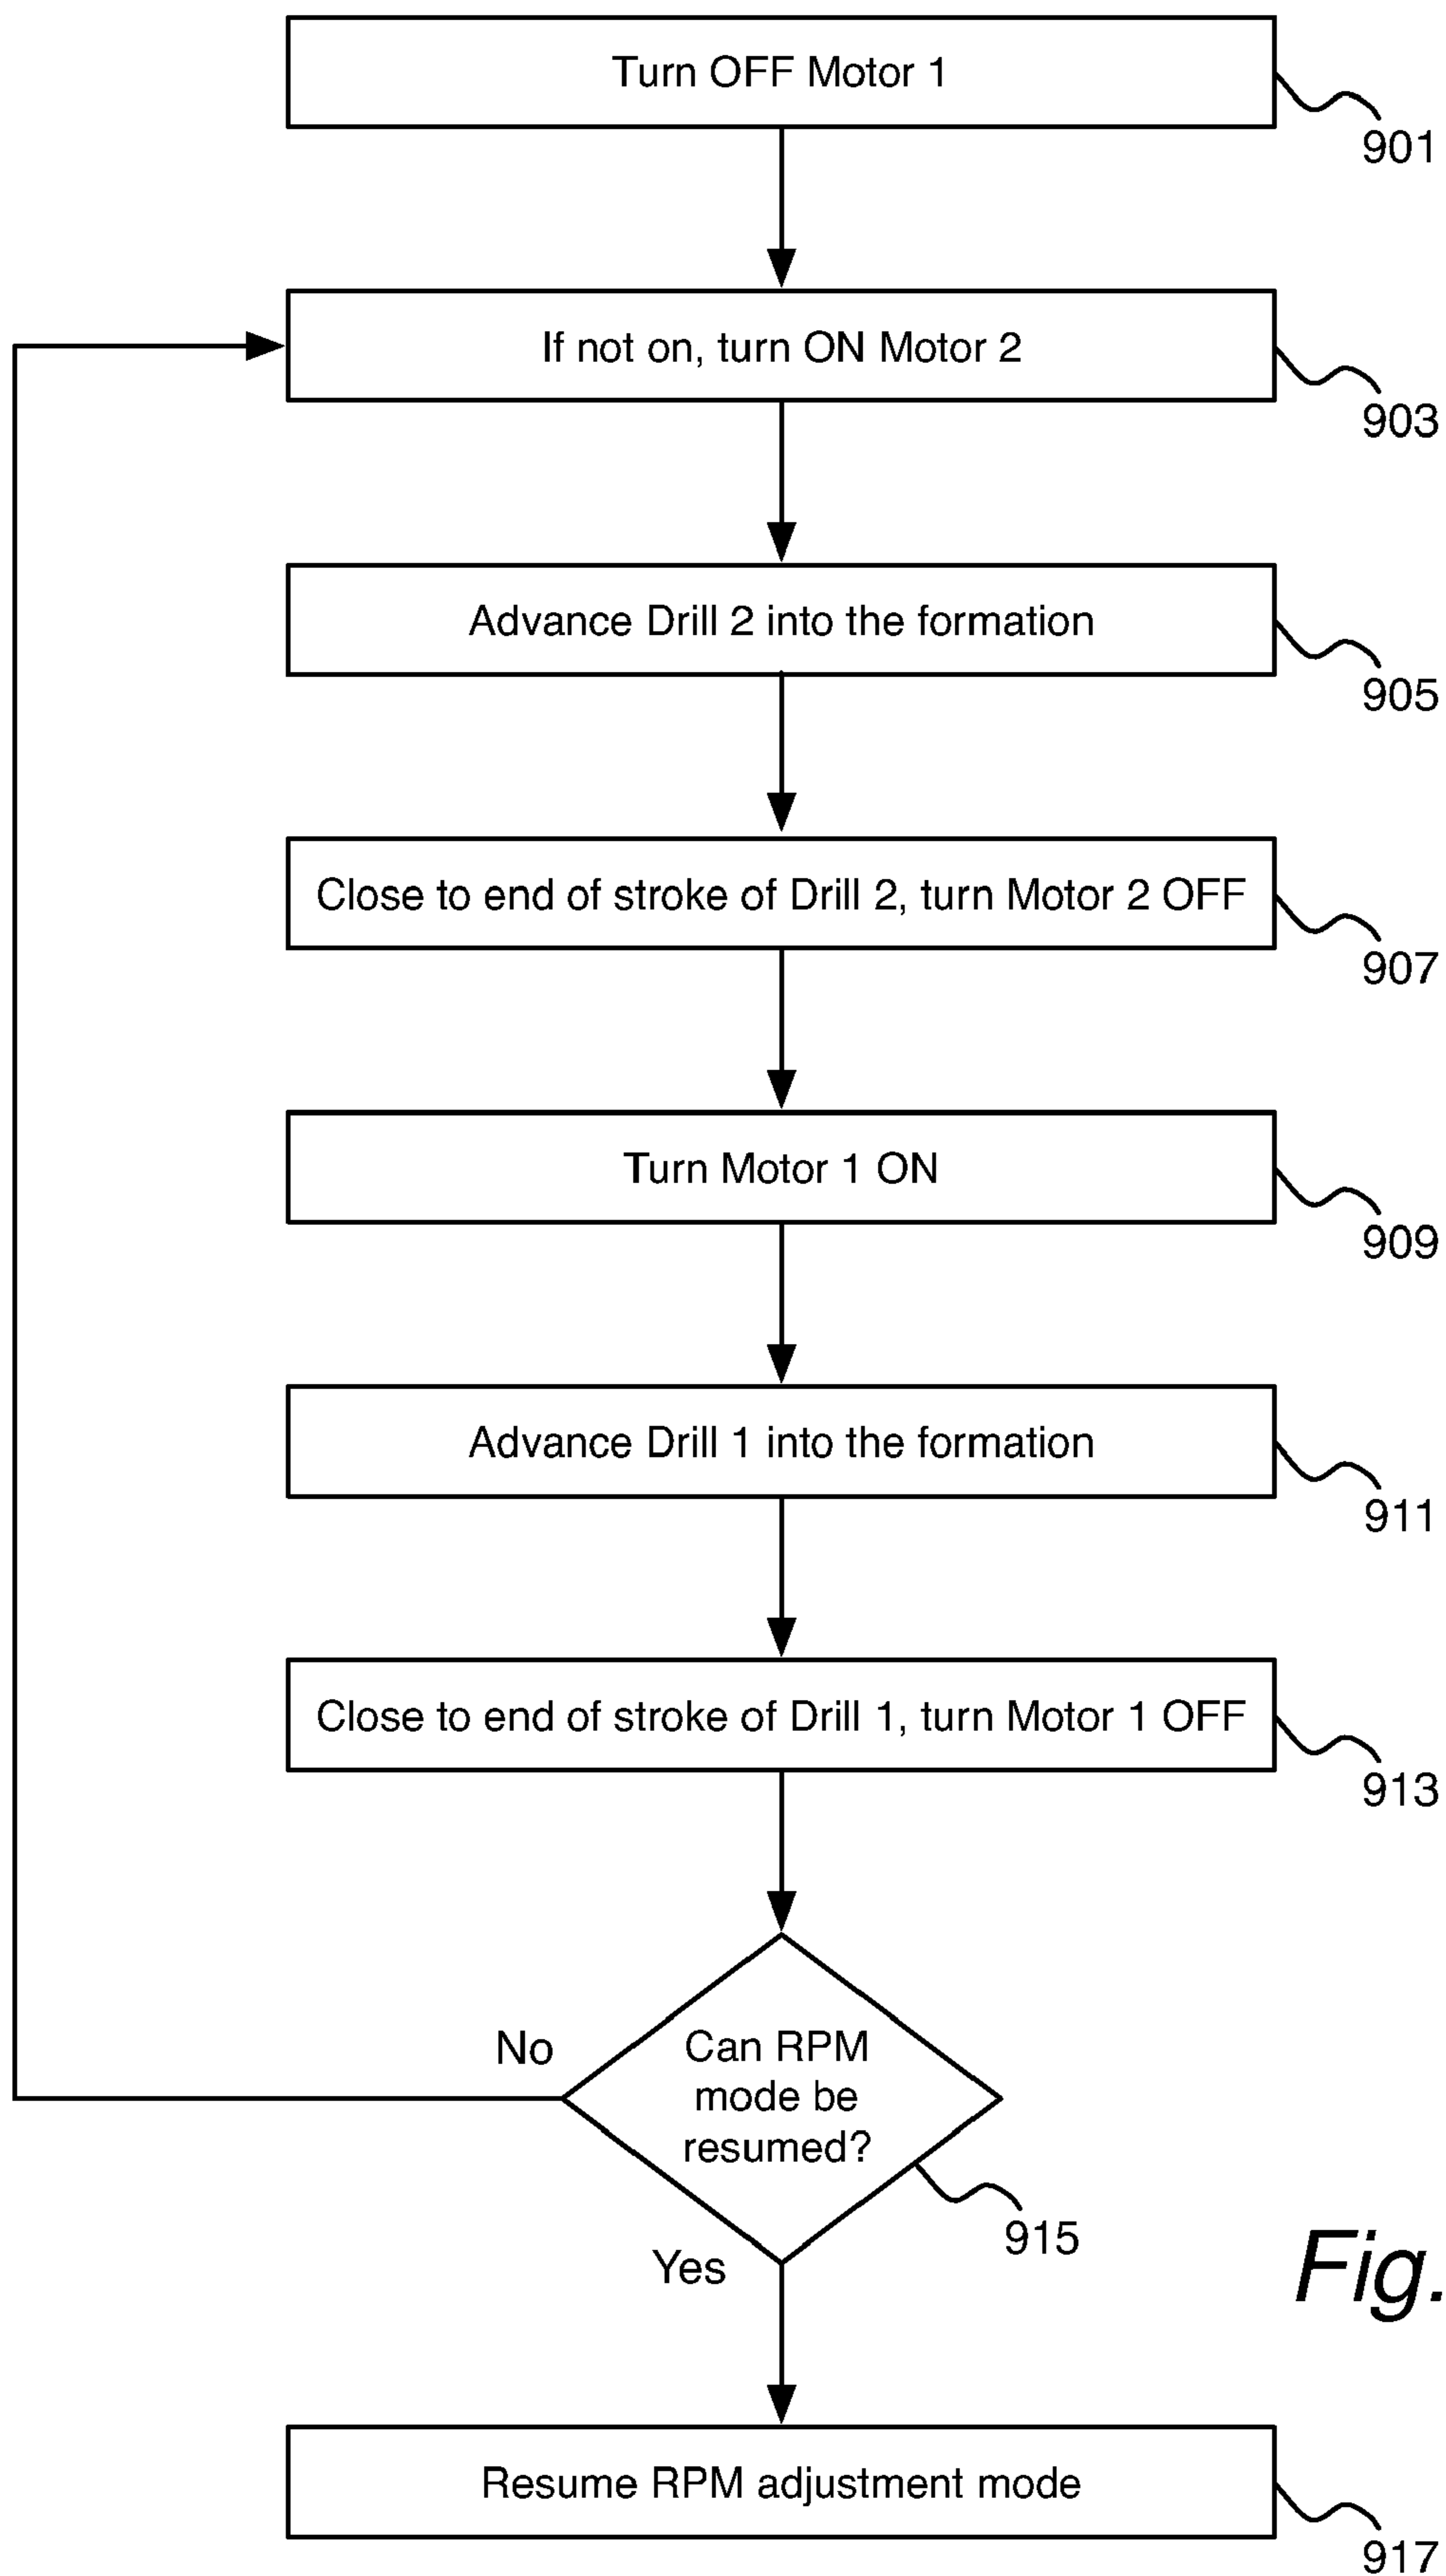 Turn OFF Motor 1
901
If not on, turn ON Motor 2
903
Advance Drill 2 into the formation
905
Close to end of stroke of Drill 2, turn Motor 2 OFF
907
Turn Motor 1 ON
909
Advance Drill 1 into the formation
911
Close to end of stroke of Drill 1, turn Motor 1 OFF
913
No
Can RPM
mode be
resumed?
915
Yes
Fig.
Resume RPM adjustment mode
917